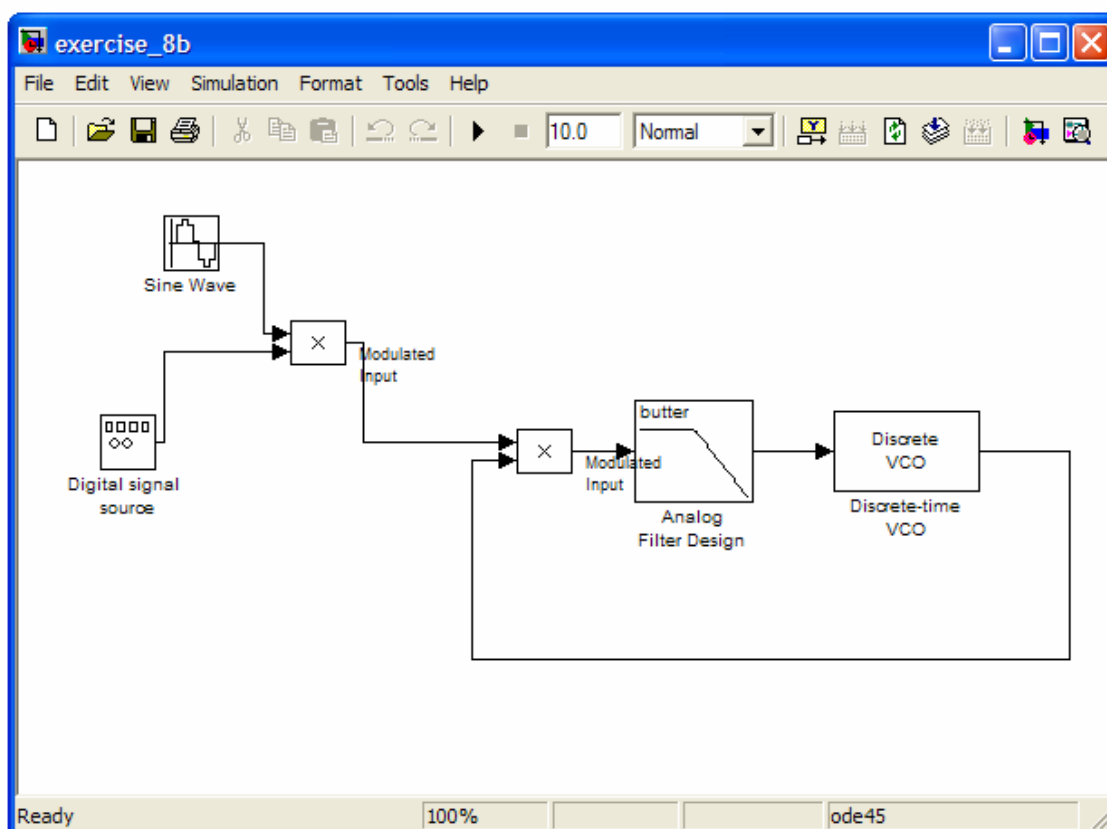 exercise_8b
File Edit View Simulation Format Tools Help
10.0 Normal
Sine Wave
Modulated
Input
Digital signal
source
butter
Modulated
Input
Analog
Filter Design
Discrete
VCO
Discrete-time
VCO
Ready 100% ode45